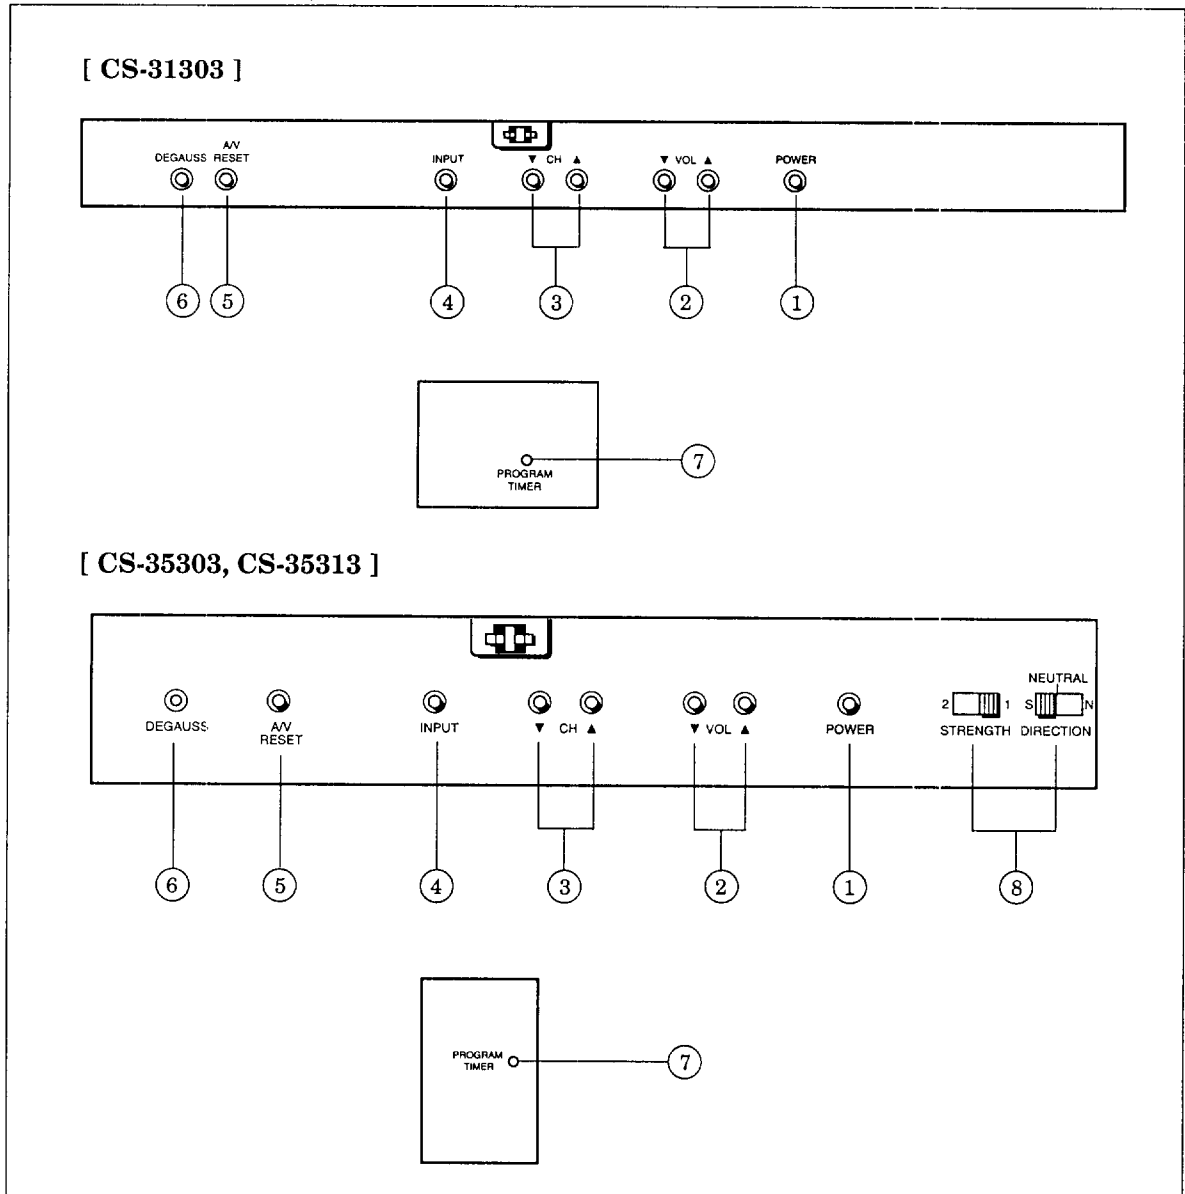 [ CS-31303 ]
A/V
DEGAUSS RESET INPUT ▼ CH ▲ ▼ VOL ▲ POWER
6 5 4 3 2 1
PROGRAM
TIMER
7
[ CS-35303, CS-35313 ]
NEUTRAL
2 1 S N
DEGAUSS A/V INPUT ▼ CH ▲ ▼ VOL ▲ POWER STRENGTH DIRECTION
RESET
6 5 4 3 2 1 8
PROGRAM
TIMER
7